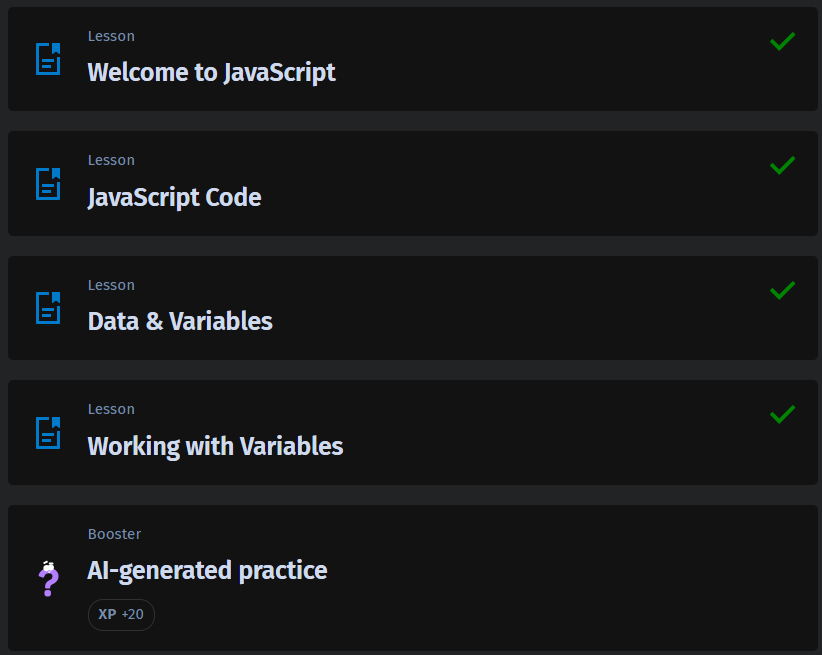 Lesson
Welcome to JavaScript
Lesson
JavaScript Code
Lesson
Data & Variables
Lesson
Working with Variables
Booster
AI-generated practice
XP +20